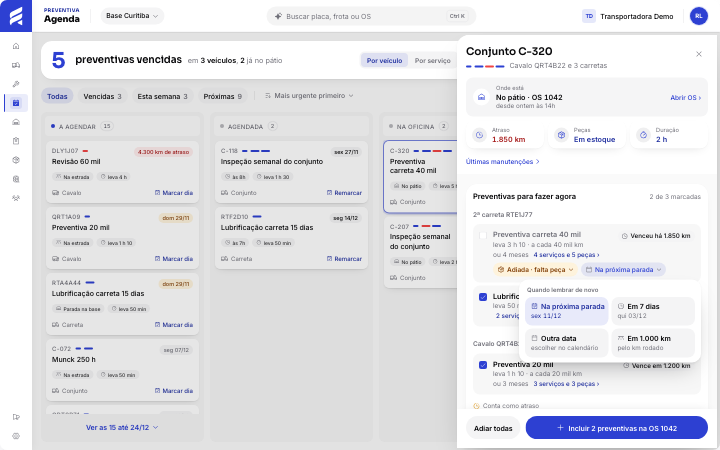 PREVENTIVA
Agenda
Base Curitiba
Buscar placa, frota ou OS
Ctrl K
TD
Transportadora Demo
RL
5 preventivas vencidas em 3 veículos, 2 já no pátio
Por veículo
Por serviço
Todas
Vencidas 3
Esta semana 3
Próximas 9
Mais urgente primeiro
A AGENDAR 15
DLY1J07
4.300 km de atraso
Revisão 60 mil
Na estrada
leva 4 h
Cavalo
Marcar dia
QRT1A09
dom 29/11
Preventiva 20 mil
Na estrada
leva 1 h 10
Cavalo
Marcar dia
RTA4A44
dom 29/11
Lubrificação carreta 15 dias
Parada na base
leva 50 min
Carreta
Marcar dia
C-072
seg 07/12
Munck 250 h
Na estrada
leva 50 min
Conjunto
Marcar dia
Ver as 15 até 24/12
AGENDADA 2
C-118
sex 27/11
Inspeção semanal do conjunto
às 8h
leva 1 h 30
Conjunto
Remarcar
RTF2D10
seg 14/12
Lubrificação carreta 15 dias
às 7h
leva 50 min
Carreta
Remarcar
NA OFICINA 2
C-320
Preventiva
carreta 40 mil
No pátio
Conjunto
C-207
Inspeção semanal
do conjunto
No pátio
Conjunto
Conjunto C-320
Cavalo QRT4B22 e 3 carretas
Onde está
No pátio · OS 1042
desde ontem às 14h
Abrir OS ›
Atraso
1.850 km
Peças
Em estoque
Duração
2 h
Últimas manutenções ›
Preventivas para fazer agora
2 de 3 marcadas
2ª carreta RTE1J77
Preventiva carreta 40 mil
Venceu há 1.850 km
leva 3 h 10 · a cada 40 mil km
ou 4 meses 4 serviços e 5 peças ›
Adiada · falta peça
Na próxima parada
Quando lembrar de novo
Na próxima parada
sex 11/12
Em 7 dias
qui 03/12
Outra data
escolher no calendário
Em 1.000 km
pelo km rodado
Preventiva 20 mil
Vence em 1.200 km
leva 1 h 10 · a cada 20 mil km
ou 3 meses 3 serviços e 3 peças ›
Conta como atraso
Adiar todas
Incluir 2 preventivas na OS 1042